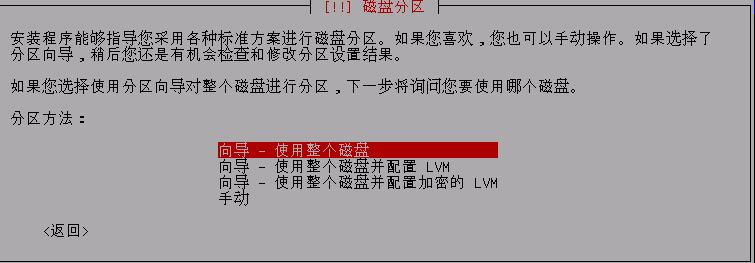 [!!] 磁盘分区
安装程序能够指导您采用各种标准方案进行磁盘分区。如果您喜欢,您也可以手动操作。如果选择了
分区向导,稍后您还是有机会检查和修改分区设置结果。
如果您选择使用分区向导对整个磁盘进行分区,下一步将询问您要使用哪个磁盘。
分区方法:
向导 - 使用整个磁盘
向导 - 使用整个磁盘并配置 LVM
向导 - 使用整个磁盘并配置加密的 LVM
手动
<返回>